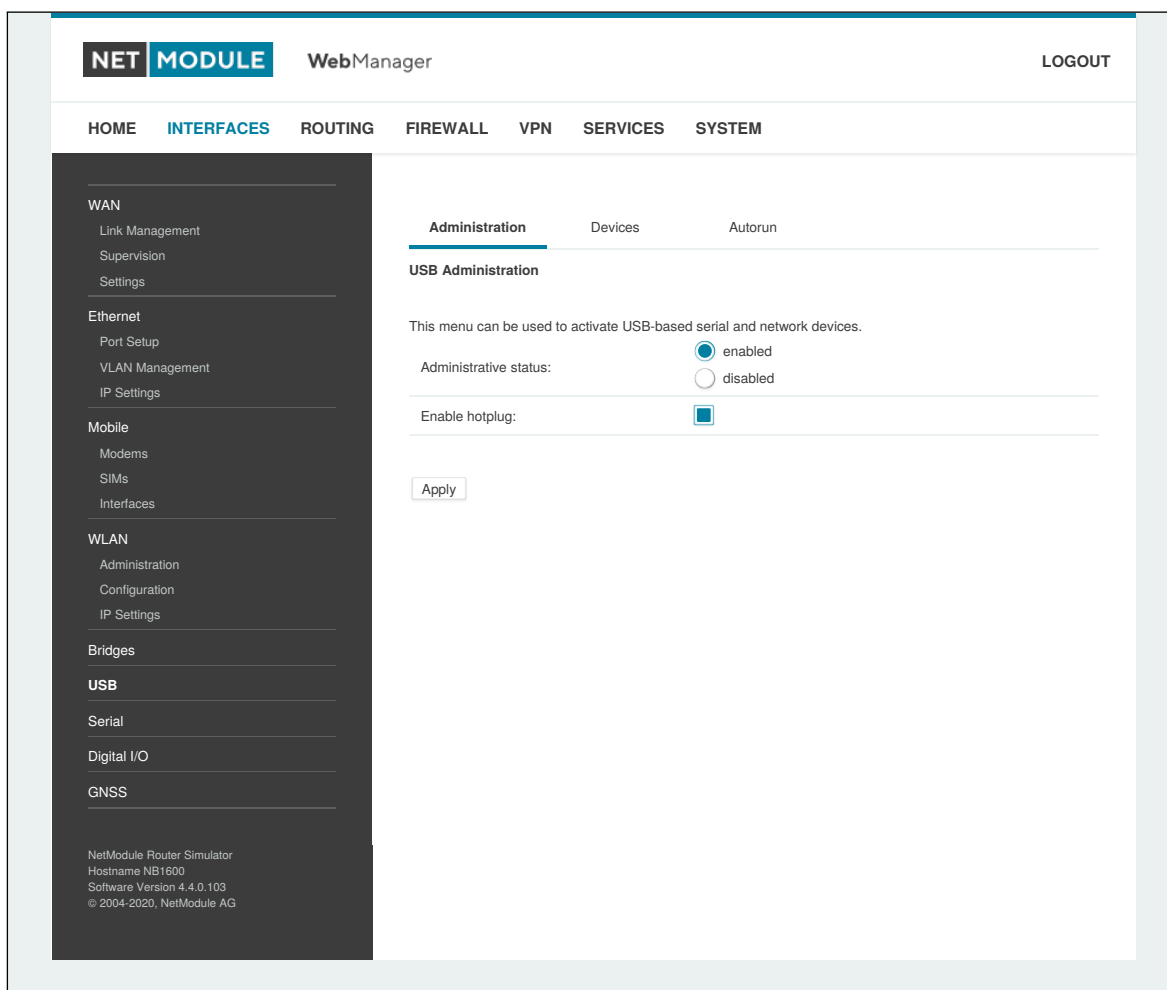 NET MODULE WebManager LOGOUT
HOME INTERFACES ROUTING FIREWALL VPN SERVICES SYSTEM
WAN
Link Management
Supervision
Settings
Ethernet
Port Setup
VLAN Management
IP Settings
Mobile
Modems
SIMs
Interfaces
WLAN
Administration
Configuration
IP Settings
Bridges
USB
Serial
Digital I/O
GNSS
NetModule Router Simulator
Hostname NB1600
Software Version 4.4.0.103
© 2004-2020, NetModule AG
Administration Devices Autorun
USB Administration
This menu can be used to activate USB-based serial and network devices.
Administrative status:
enabled
disabled
Enable hotplug:
Apply